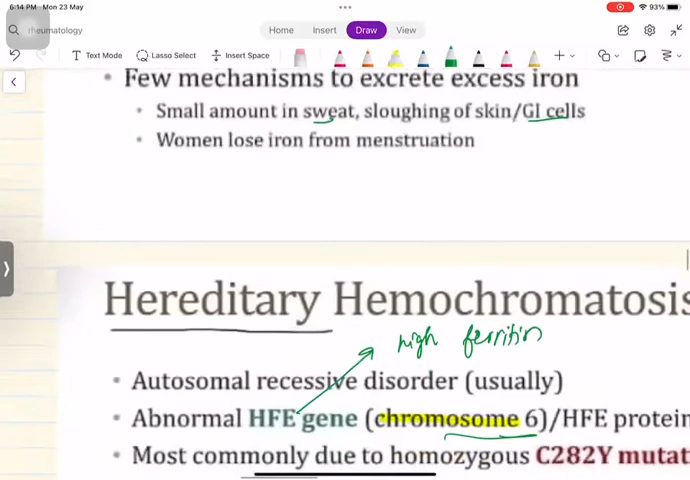 6:14 PM Mon 23 May
93%
rheumatology
Home Insert Draw View
Text Mode Lasso Select Insert Space
Few mechanisms to excrete excess iron
Small amount in sweat, sloughing of skin/GI cells
Women lose iron from menstruation
Hereditary Hemochromatosis
high ferritin
Autosomal recessive disorder (usually)
Abnormal HFE gene (chromosome 6)/HFE protein
Most commonly due to homozygous C282Y mutat